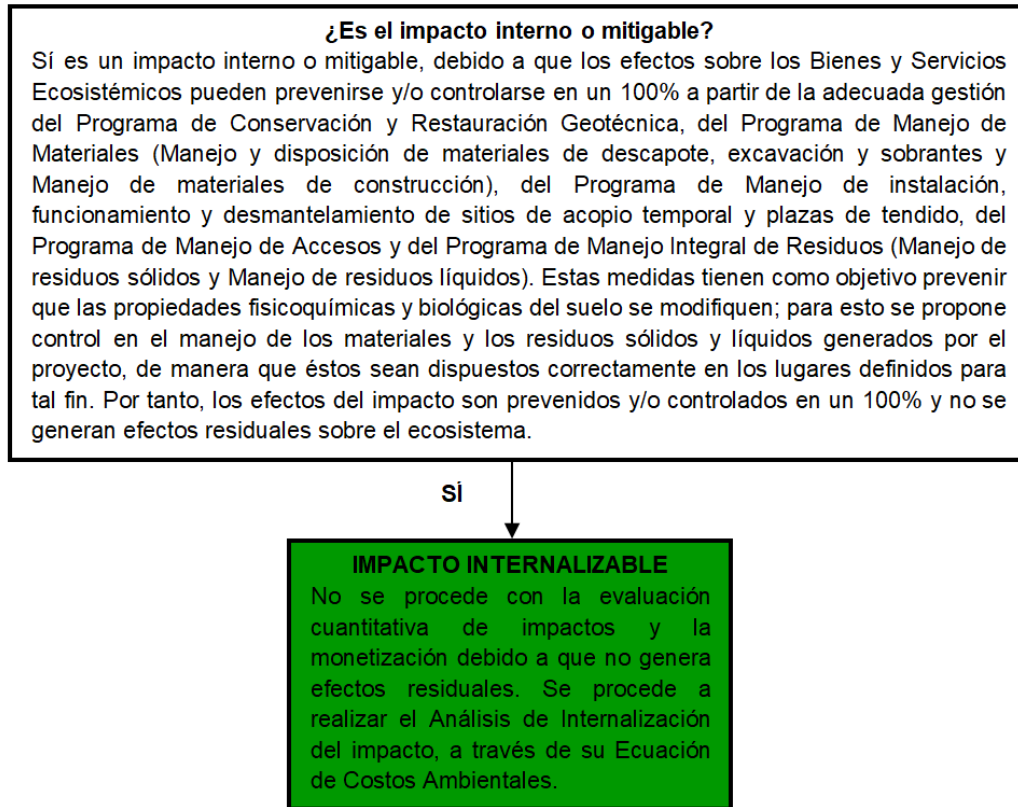 ¿Es el impacto interno o mitigable?
Sí es un impacto interno o mitigable, debido a que los efectos sobre los Bienes y Servicios
Ecosistémicos pueden prevenirse y/o controlarse en un 100% a partir de la adecuada gestión
del Programa de Conservación y Restauración Geotécnica, del Programa de Manejo de
Materiales (Manejo y disposición de materiales de descapote, excavación y sobrantes y
Manejo de materiales de construcción), del Programa de Manejo de instalación,
funcionamiento y desmantelamiento de sitios de acopio temporal y plazas de tendido, del
Programa de Manejo de Accesos y del Programa de Manejo Integral de Residuos (Manejo de
residuos sólidos y Manejo de residuos líquidos). Estas medidas tienen como objetivo prevenir
que las propiedades fisicoquímicas y biológicas del suelo se modifiquen; para esto se propone
control en el manejo de los materiales y los residuos sólidos y líquidos generados por el
proyecto, de manera que éstos sean dispuestos correctamente en los lugares definidos para
tal fin. Por tanto, los efectos del impacto son prevenidos y/o controlados en un 100% y no se
generan efectos residuales sobre el ecosistema.
SÍ
IMPACTO INTERNALIZABLE
No se procede con la evaluación
cuantitativa de impactos y la
monetización debido a que no genera
efectos residuales. Se procede a
realizar el Análisis de Internalización
del impacto, a través de su Ecuación
de Costos Ambientales.